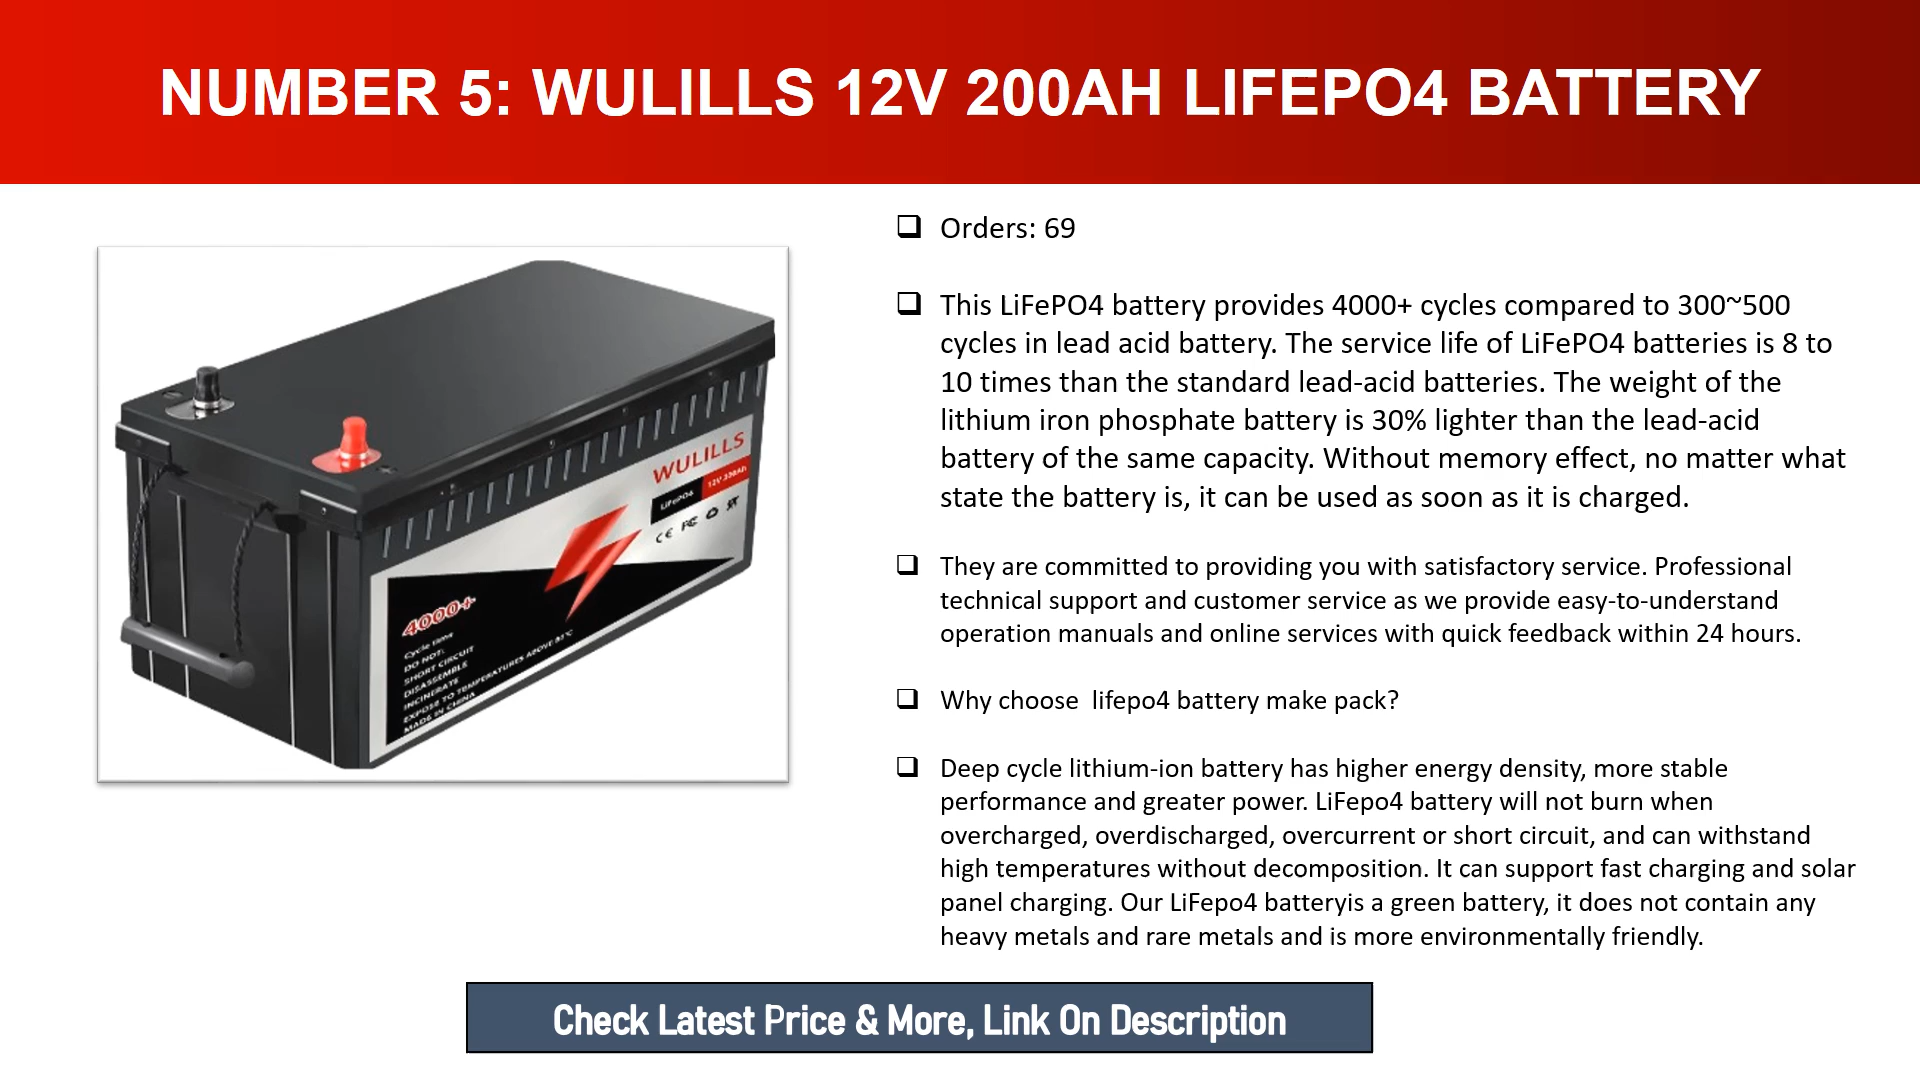 NUMBER 5: WULILLS 12V 200AH LIFEPO4 BATTERY
Orders: 69
This LiFePO4 battery provides 4000+ cycles compared to 300~500
cycles in lead acid battery. The service life of LiFePO4 batteries is 8 to
10 times than the standard lead-acid batteries. The weight of the
lithium iron phosphate battery is 30% lighter than the lead-acid
battery of the same capacity. Without memory effect, no matter what
state the battery is, it can be used as soon as it is charged.
They are committed to providing you with satisfactory service. Professional
technical support and customer service as we provide easy-to-understand
operation manuals and online services with quick feedback within 24 hours.
Why choose  lifepo4 battery make pack?
Deep cycle lithium-ion battery has higher energy density, more stable
performance and greater power. LiFepo4 battery will not burn when
overcharged, overdischarged, overcurrent or short circuit, and can withstand
high temperatures without decomposition. It can support fast charging and solar
panel charging. Our LiFepo4 batteryis a green battery, it does not contain any
heavy metals and rare metals and is more environmentally friendly.
WULILLS
LiFePO4 12V 200Ah
CE FC
4000+
Cycle time
DO NOT:
SHORT CIRCUIT
DISASSEMBLE
INCINERATE
EXPOSE TO TEMPERATURES ABOVE
MADE IN CHINA
Check Latest Price & More, Link On Description